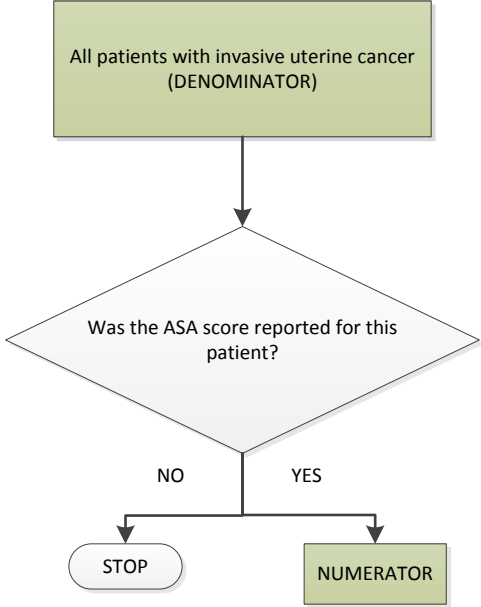 All patients with invasive uterine cancer
(DENOMINATOR)
Was the ASA score reported for this
patient?
NO
YES
STOP
NUMERATOR